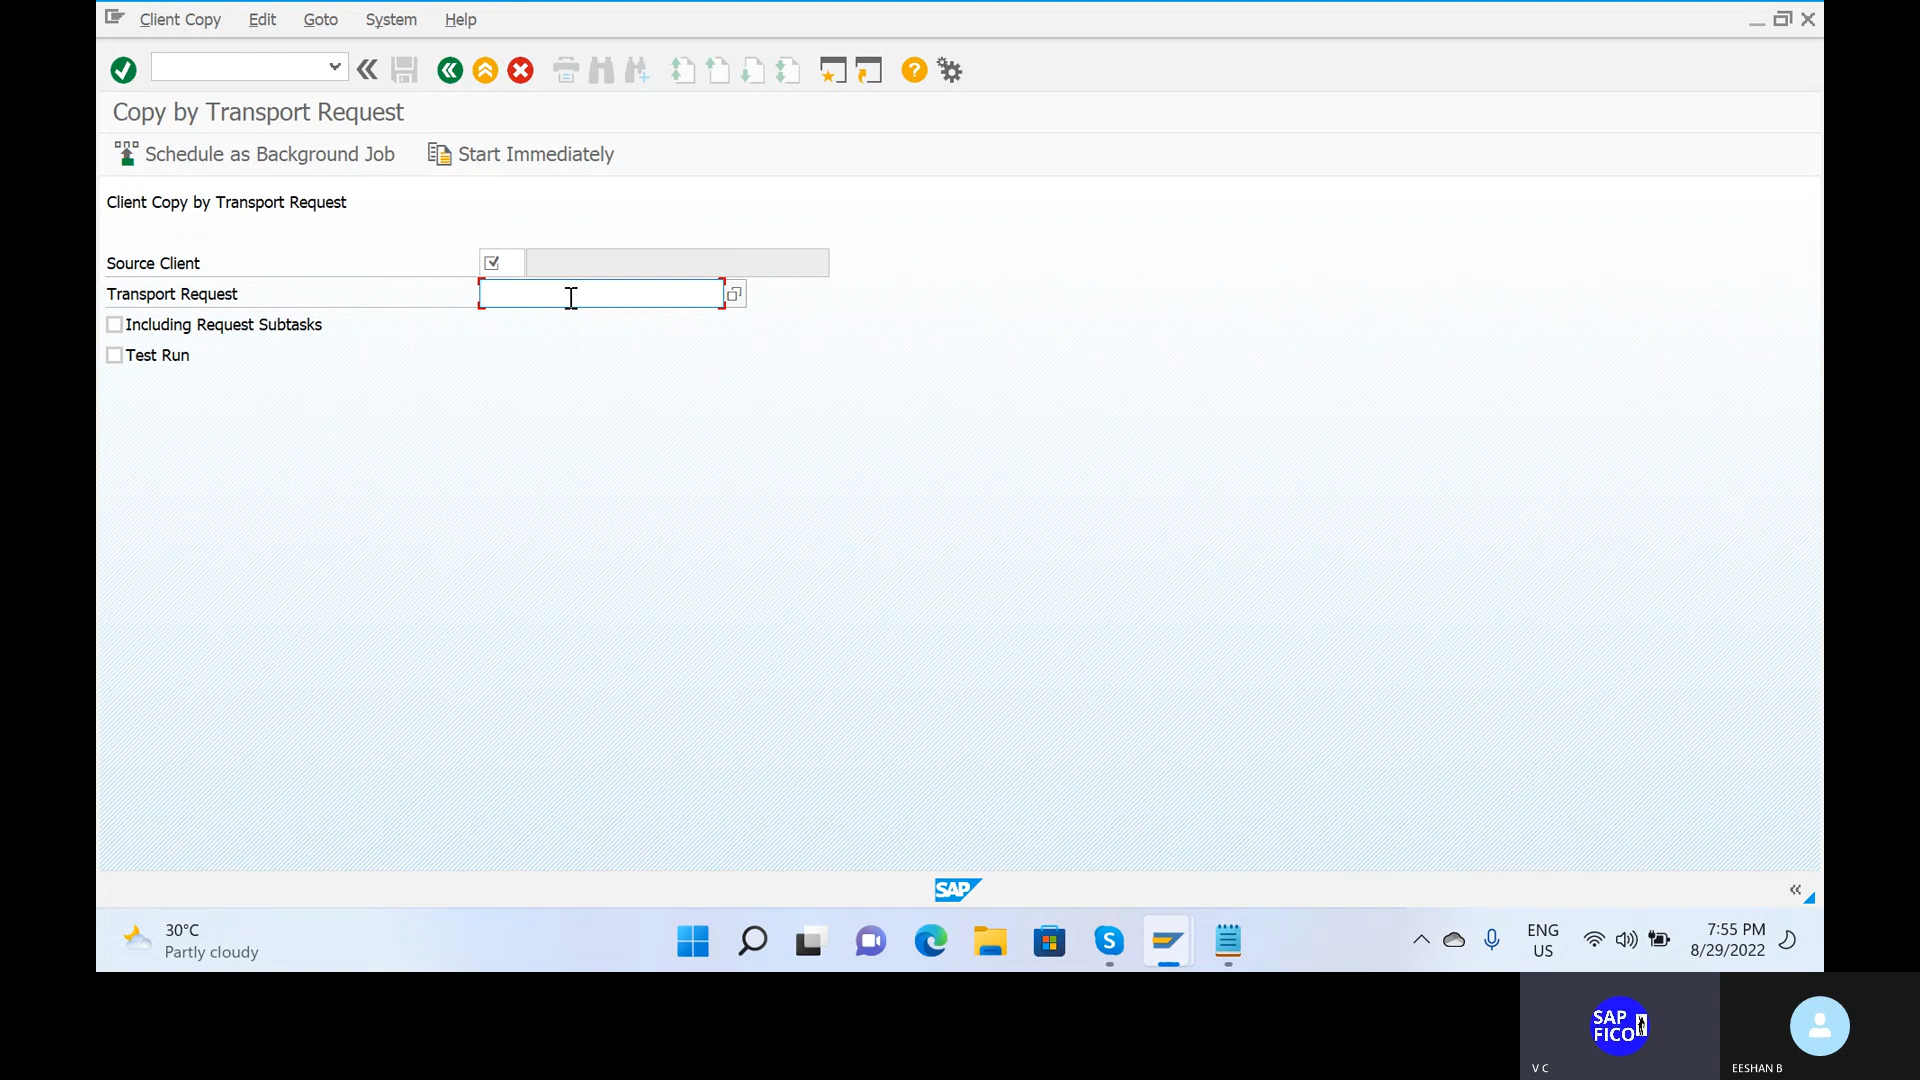 Client Copy Edit Goto System Help
Copy by Transport Request
Schedule as Background Job Start Immediately
Client Copy by Transport Request
Source Client
Transport Request
Including Request Subtasks
Test Run
SAP
30°C
Partly cloudy
ENG
US
7:55 PM
8/29/2022
SAP
FICO
V C
EESHAN B